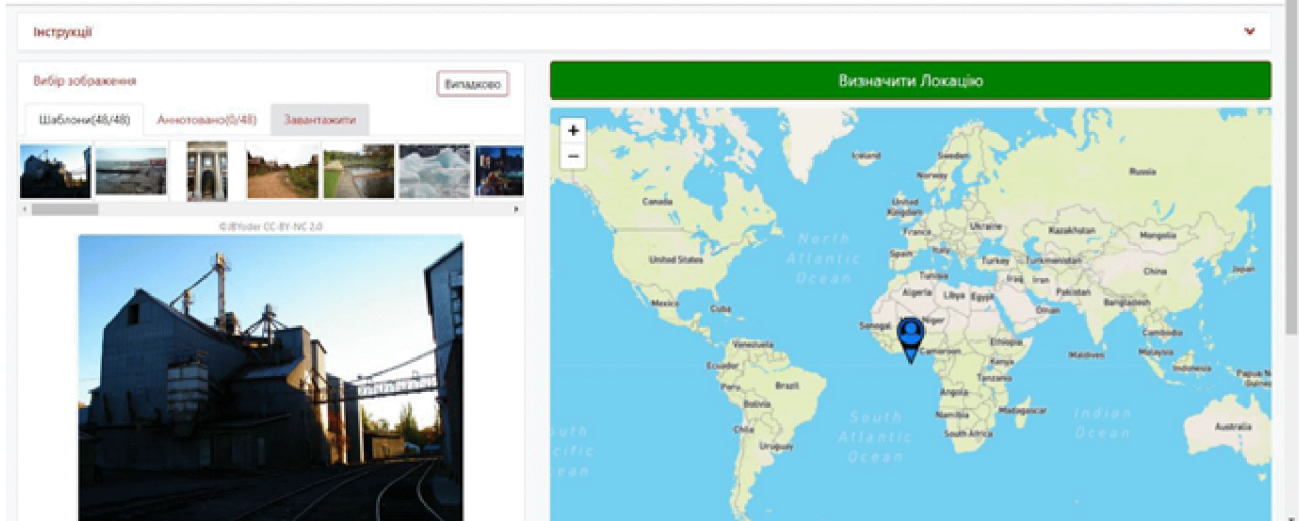 Інструкції
Вибір зображення
Випадково
Шаблони(48/48)
Аннотовано(0/48)
Завантажити
©JBYoder CC-BY-NC 2.0
Визначити Локацію
+
−
Iceland
Sweden
Norway
Russia
Canada
United Kingdom
Ukraine
Kazakhstan
Mongolia
France
North Atlantic Ocean
United States
Spain
Italy
Turkey
Turkmenistan
China
Japan
Tunisia
Iraq
Iran
Algeria
Libya
Egypt
Pakistan
Bangladesh
Mexico
Cuba
Oman
Senegal
Niger
Cambodia
Venezuela
Cameroon
Ethiopia
Maldives
Malaysia
Ecuador
Kenya
Indonesia
Peru
Brazil
Tanzania
Papua N
Guinea
Bolivia
Angola
Namibia
Madagascar
South Atlantic Ocean
Indian Ocean
Chile
South Africa
Australia
Uruguay